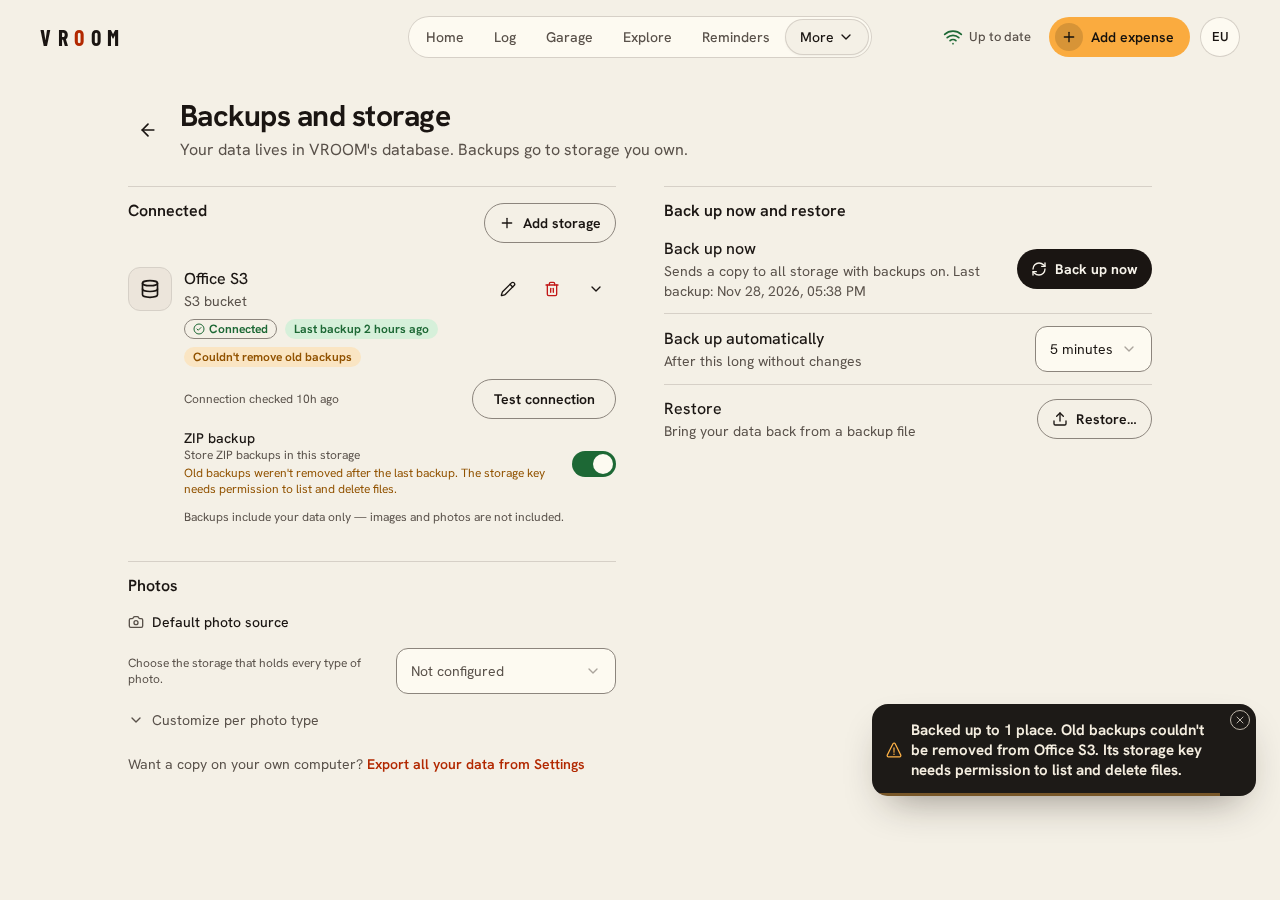 VROOM
Home
Log
Garage
Explore
Reminders
More
Up to date
Add expense
EU
Backups and storage
Your data lives in VROOM's database. Backups go to storage you own.
Connected
Add storage
Office S3
S3 bucket
Connected
Last backup 2 hours ago
Couldn't remove old backups
Connection checked 10h ago
Test connection
ZIP backup
Store ZIP backups in this storage
Old backups weren't removed after the last backup. The storage key
needs permission to list and delete files.
Backups include your data only — images and photos are not included.
Photos
Default photo source
Choose the storage that holds every type of
photo.
Not configured
Customize per photo type
Want a copy on your own computer? Export all your data from Settings
Back up now and restore
Back up now
Sends a copy to all storage with backups on. Last
backup: Nov 28, 2026, 05:38 PM
Back up now
Back up automatically
After this long without changes
5 minutes
Restore
Bring your data back from a backup file
Restore...
Backed up to 1 place. Old backups couldn't
be removed from Office S3. Its storage key
needs permission to list and delete files.